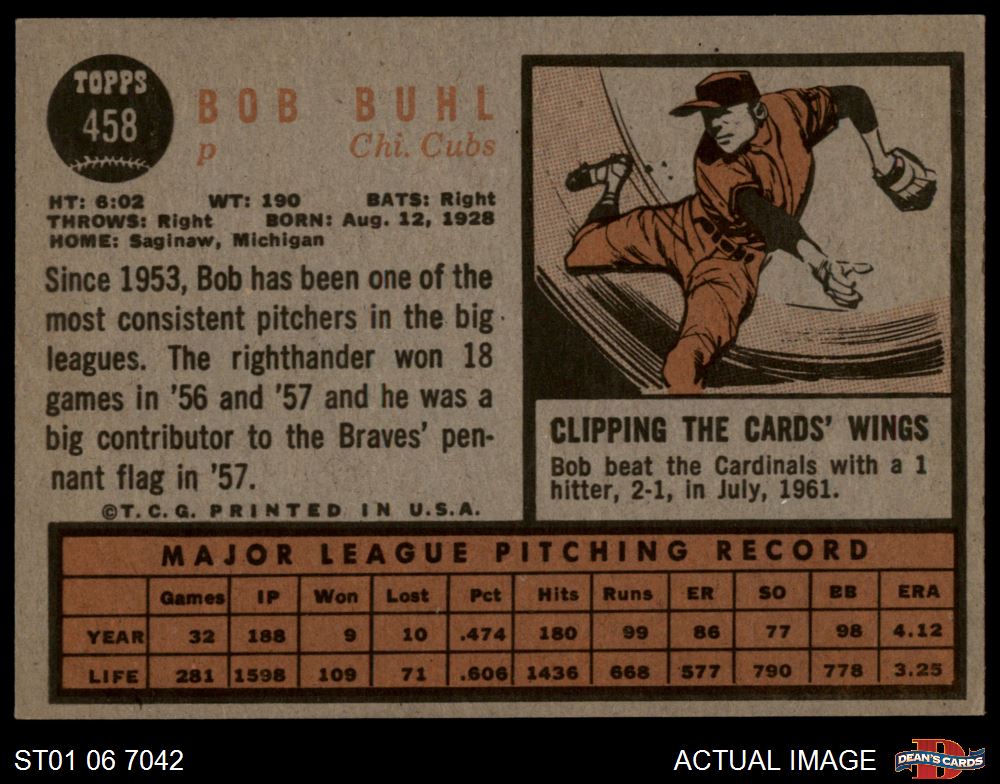 TOPPS
458
BOB BUHL
p Chi. Cubs
HT: 6:02 WT: 190 BATS: Right
THROWS: Right BORN: Aug. 12, 1928
HOME: Saginaw, Michigan
Since 1953, Bob has been one of the
most consistent pitchers in the big
leagues. The righthander won 18
games in '56 and '57 and he was a
big contributor to the Braves' pen-
nant flag in '57.
©T.C.G. PRINTED IN U.S.A.
CLIPPING THE CARDS' WINGS
Bob beat the Cardinals with a 1
hitter, 2-1, in July, 1961.
MAJOR LEAGUE PITCHING RECORD
Games IP Won Lost Pct Hits Runs ER SO BB ERA
YEAR 32 188 9 10 .474 180 99 86 77 98 4.12
LIFE 281 1598 109 71 .606 1436 668 577 790 778 3.25
ST01 06 7042
ACTUAL IMAGE
D
DEAN'S CARDS